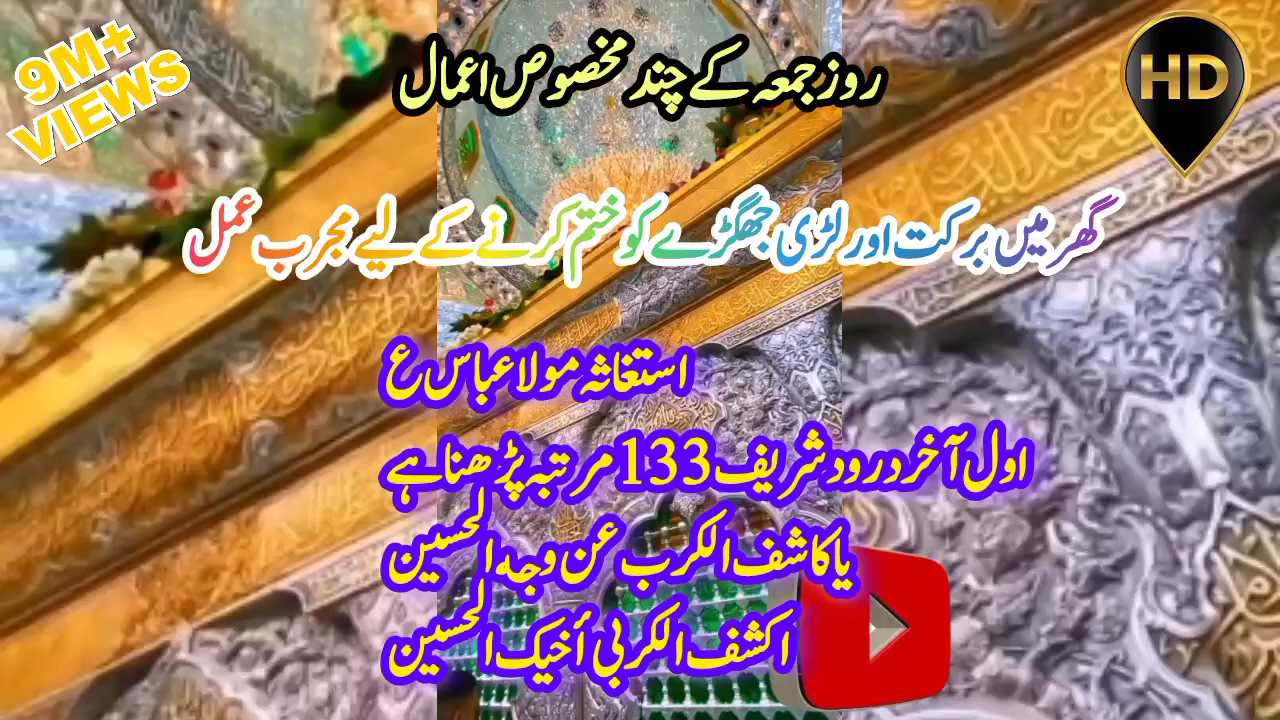 9M+
VIEWS
روز جمعہ کے چند مخصوص اعمال
HD
گھر میں برکت اور لڑی جھگڑے کو ختم کرنے کے لیے مجرب عمل
استغاثہ مولا عباس ع
اول آخر درود شریف 133 مرتبہ پڑھنا ہے
یا کاشف الکرب عن وجہ الحسین
اکشف الکربی أخیک الحسین